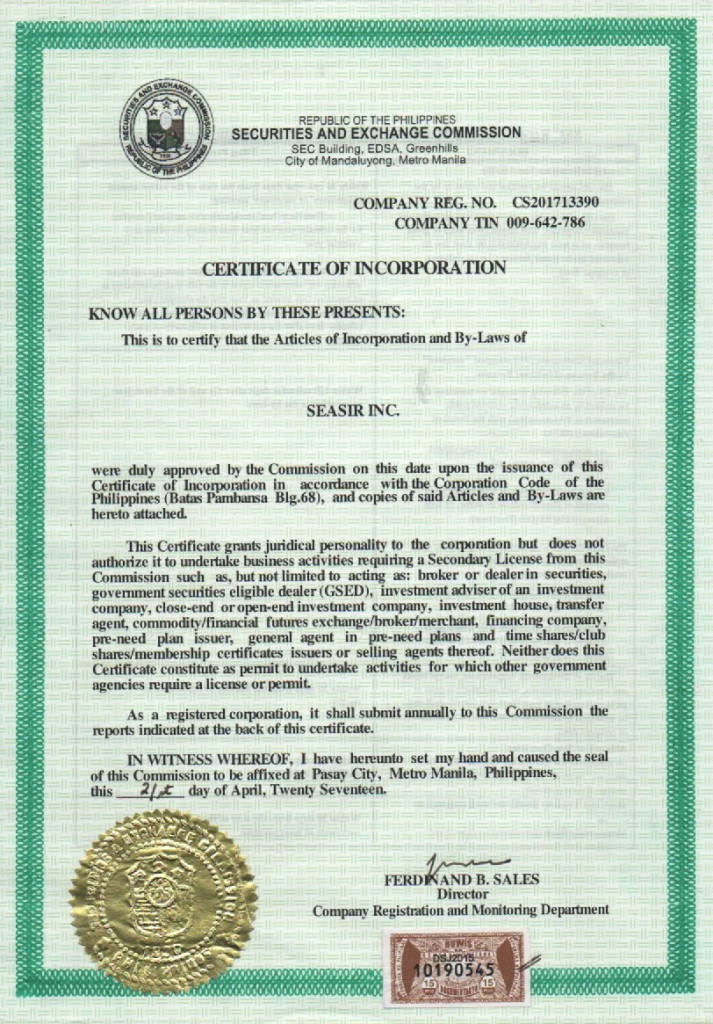 SECURITIES AND EXCHANGE COMMISSION
REPUBLIC OF THE PHILIPPINES
REPUBLIC OF THE PHILIPPINES
SECURITIES AND EXCHANGE COMMISSION
SEC Building, EDSA, Greenhills
City of Mandaluyong, Metro Manila
COMPANY REG. NO. CS201713390
COMPANY TIN 009-642-786
CERTIFICATE OF INCORPORATION
KNOW ALL PERSONS BY THESE PRESENTS:
This is to certify that the Articles of Incorporation and By-Laws of
SEASIR INC.
were duly approved by the Commission on this date upon the issuance of this
Certificate of Incorporation in accordance with the Corporation Code of the
Philippines (Batas Pambansa Blg.68), and copies of said Articles and By-Laws are
hereto attached.
This Certificate grants juridical personality to the corporation but does not
authorize it to undertake business activities requiring a Secondary License from this
Commission such as, but not limited to acting as: broker or dealer in securities,
government securities eligible dealer (GSED), investment adviser of an investment
company, close-end or open-end investment company, investment house, transfer
agent, commodity/financial futures exchange/broker/merchant, financing company,
pre-need plan issuer, general agent in pre-need plans and time shares/club
shares/membership certificates issuers or selling agents thereof. Neither does this
Certificate constitute as permit to undertake activities for which other government
agencies require a license or permit.
As a registered corporation, it shall submit annually to this Commission the
reports indicated at the back of this certificate.
IN WITNESS WHEREOF, I have hereunto set my hand and caused the seal
of this Commission to be affixed at Pasay City, Metro Manila, Philippines,
this 21st day of April, Twenty Seventeen.
FERDINAND B. SALES
Director
Company Registration and Monitoring Department
DSJ2015
10190545
15 15